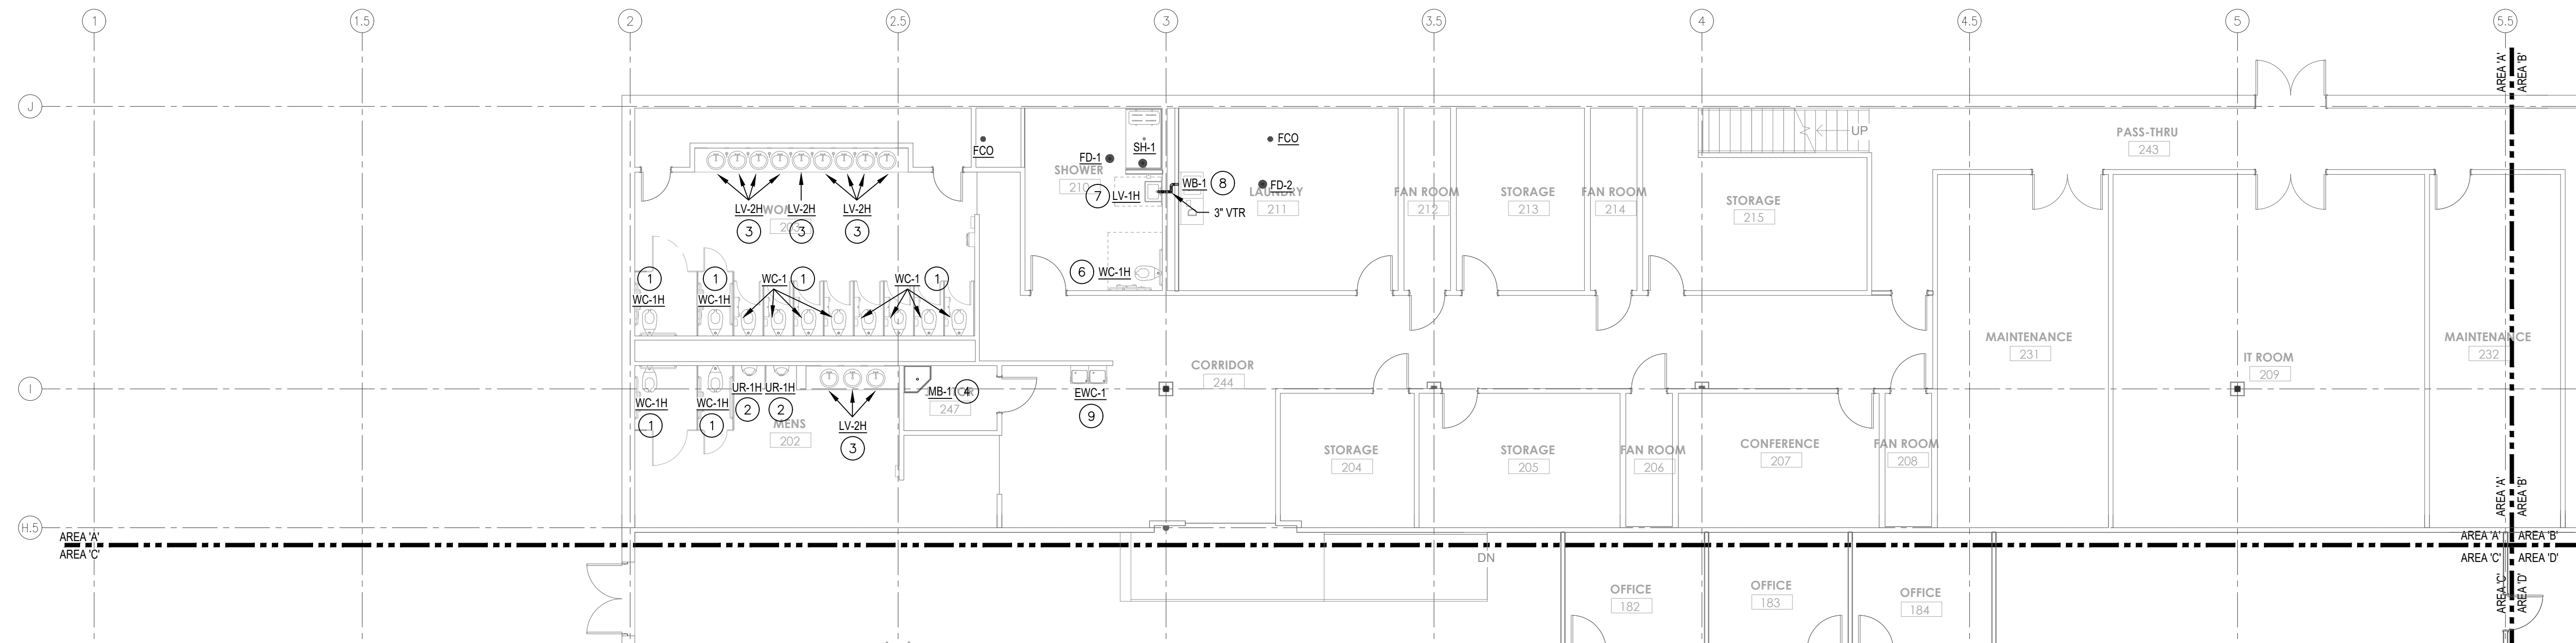 1
1.5
2
2.5
3
3.5
4
4.5
5
5.5
AREA 'A'
AREA 'B'
J
FCO
FCO
UP
PASS-THRU
243
SH-1
FD-1
SHOWER
210
WB-1
8
FD-2
LAUNDRY
211
7
LV-1H
3" VTR
FAN ROOM
212
STORAGE
213
FAN ROOM
214
STORAGE
215
LV-2H
LV-2H
LV-2H
WOMENS
203
3
3
3
1
1
WC-1
1
WC-1
1
6
WC-1H
WC-1H
WC-1H
MAINTENANCE
231
IT ROOM
209
MAINTENANCE
232
CORRIDOR
244
I
UR-1H
UR-1H
MB-1
4
247
EWC-1
9
WC-1H
WC-1H
2
2
1
1
LV-2H
3
MENS
202
STORAGE
204
STORAGE
205
FAN ROOM
206
CONFERENCE
207
FAN ROOM
208
AREA 'A'
AREA 'B'
H.5
AREA 'A'
AREA 'C'
AREA 'A'
AREA 'B'
AREA 'C'
AREA 'D'
DN
AREA 'C'
AREA 'D'
OFFICE
182
OFFICE
183
OFFICE
184